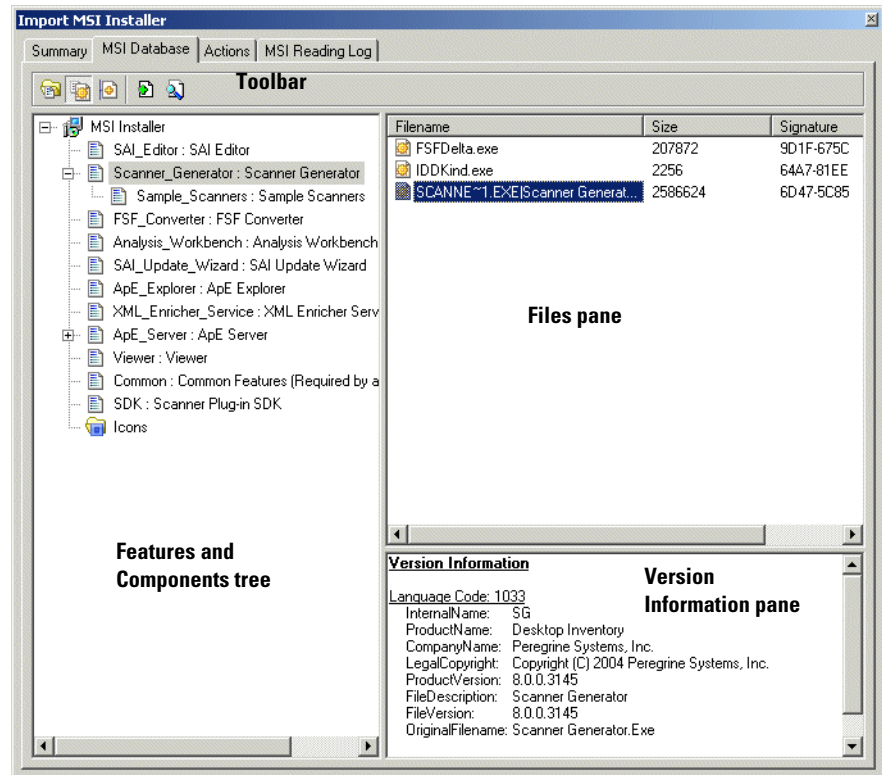 Import MSI Installer
Summary MSI Database Actions MSI Reading Log
Toolbar
MSI Installer
SAI_Editor : SAI Editor
Scanner_Generator : Scanner Generator
Sample_Scanners : Sample Scanners
FSF_Converter : FSF Converter
Analysis_Workbench : Analysis Workbench
SAI_Update_Wizard : SAI Update Wizard
ApE_Explorer : ApE Explorer
XML_Enricher_Service : XML Enricher Serv
ApE_Server : ApE Server
Viewer : Viewer
Common : Common Features (Required by a
SDK : Scanner Plug-in SDK
Icons
Features and
Components tree
Filename Size Signature
FSFDelta.exe 207872 9D1F-675C
IDDKind.exe 2256 64A7-81EE
SCANNE~1.EXE|Scanner Generat... 2586624 6D47-5C85
Files pane
Version Information
Version
Information pane
Language Code: 1033
InternalName: SG
ProductName: Desktop Inventory
CompanyName: Peregrine Systems, Inc.
LegalCopyright: Copyright (C) 2004 Peregrine Systems, Inc.
ProductVersion: 8.0.0.3145
FileDescription: Scanner Generator
FileVersion: 8.0.0.3145
OriginalFilename: Scanner Generator.Exe